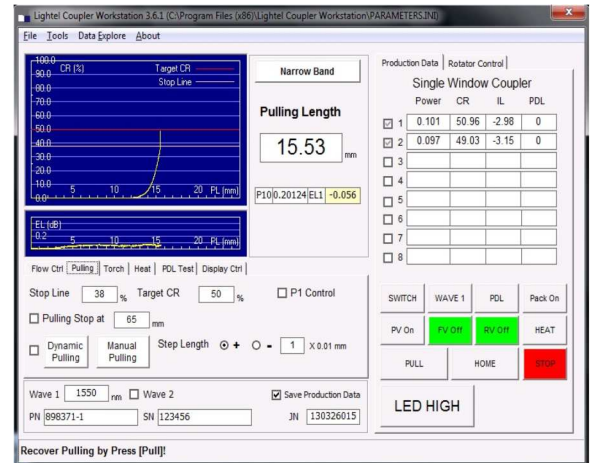 Lightel Coupler Workstation 3.6.1 (C:\Program Files (x86)\Lightel Coupler Workstation\PARAMETERS.INI)
File Tools Data Explore About
100.0
CR (%) Target CR
90.0
Stop Line
80.0
70.0
60.0
50.0
40.0
30.0
20.0
10.0
5 10 15 20 PL (mm)
0.0
EL (dB)
0.2
5 10 15 20 PL (mm)
Narrow Band
Pulling Length
15.53 mm
P10 0.20124 EL1 -0.056
Flow Ctrl Pulling Torch Heat PDL Test Display Ctrl
Stop Line 38 % Target CR 50 % P1 Control
Pulling Stop at 65 mm
Dynamic Pulling Manual Pulling Step Length + - 1 X 0.01 mm
Wave 1 1550 nm Wave 2 Save Production Data
PN 898371-1 SN 123456 JN 130326015
Production Data Rotator Control
Single Window Coupler
Power CR IL PDL
1 0.101 50.96 -2.98 0
2 0.097 49.03 -3.15 0
3
4
5
6
7
8
SWITCH WAVE 1 PDL Pack On
PV On FV Off RV Off HEAT
PULL HOME STOP
LED HIGH
Recover Pulling by Press [Pull]!